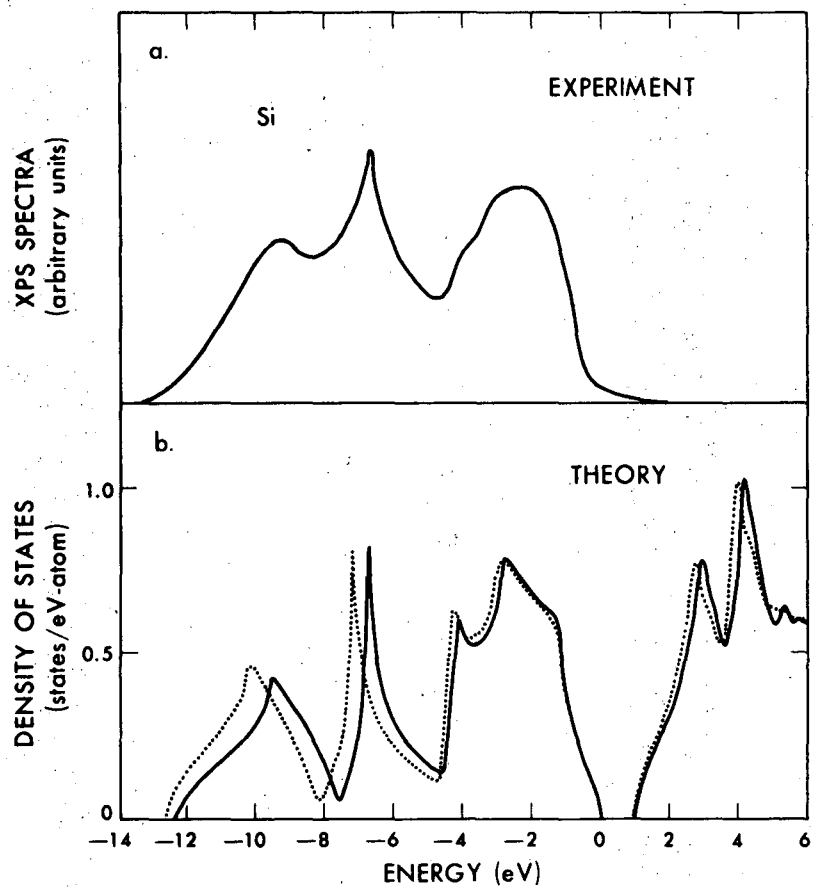 a.
EXPERIMENT
Si
XPS SPECTRA
(arbitrary units)
b.
THEORY
1.0
0.5
0
DENSITY OF STATES
(states/eV-atom)
−14 −12 −10 −8 −6 −4 −2 0 2 4 6
ENERGY (eV)